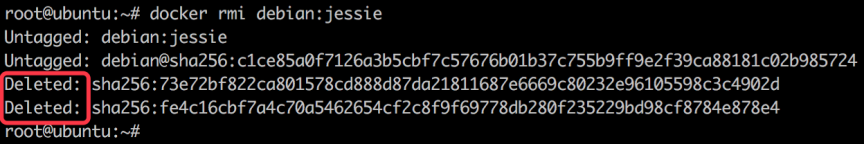 root@ubuntu:~# docker rmi debian:jessie
Untagged: debian:jessie
Untagged: debian@sha256:c1ce85a0f7126a3b5cbf7c57676b01b37c755b9ff9e2f39ca88181c02b985724
Deleted: sha256:73e72bf822ca801578cd888d87da21811687e6669c80232e96105598c3c4902d
Deleted: sha256:fe4c16cbf7a4c70a5462654cf2c8f9f69778db280f235229bd98cf8784e878e4
root@ubuntu:~#